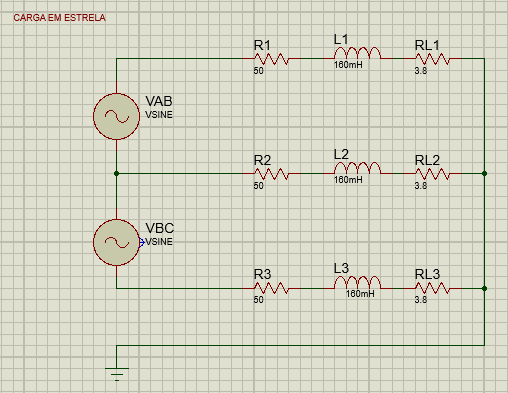 CARGA EM ESTRELA
R1
50
L1
160mH
RL1
3.8
VAB
VSINE
R2
50
L2
160mH
RL2
3.8
VBC
VSINE
R3
50
L3
160mH
RL3
3.8